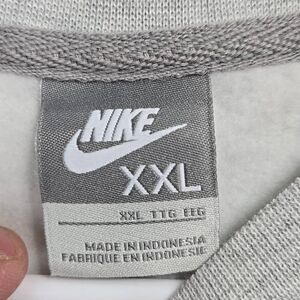 NIKE
XXL
XXL TTG EEG
MADE IN INDONESIA
FABRIQUE EN INDONESIE